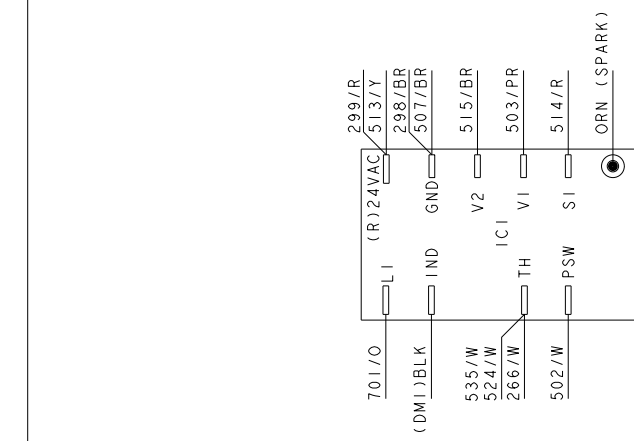 299/R
513/Y
298/BR
507/BR
515/BR
503/PR
514/R
ORN (SPARK)
(R)24VAC
GND
V2
V1
S1
IC1
L1
IND
TH
PSW
701/O
(DM1)BLK
535/W
524/W
266/W
502/W